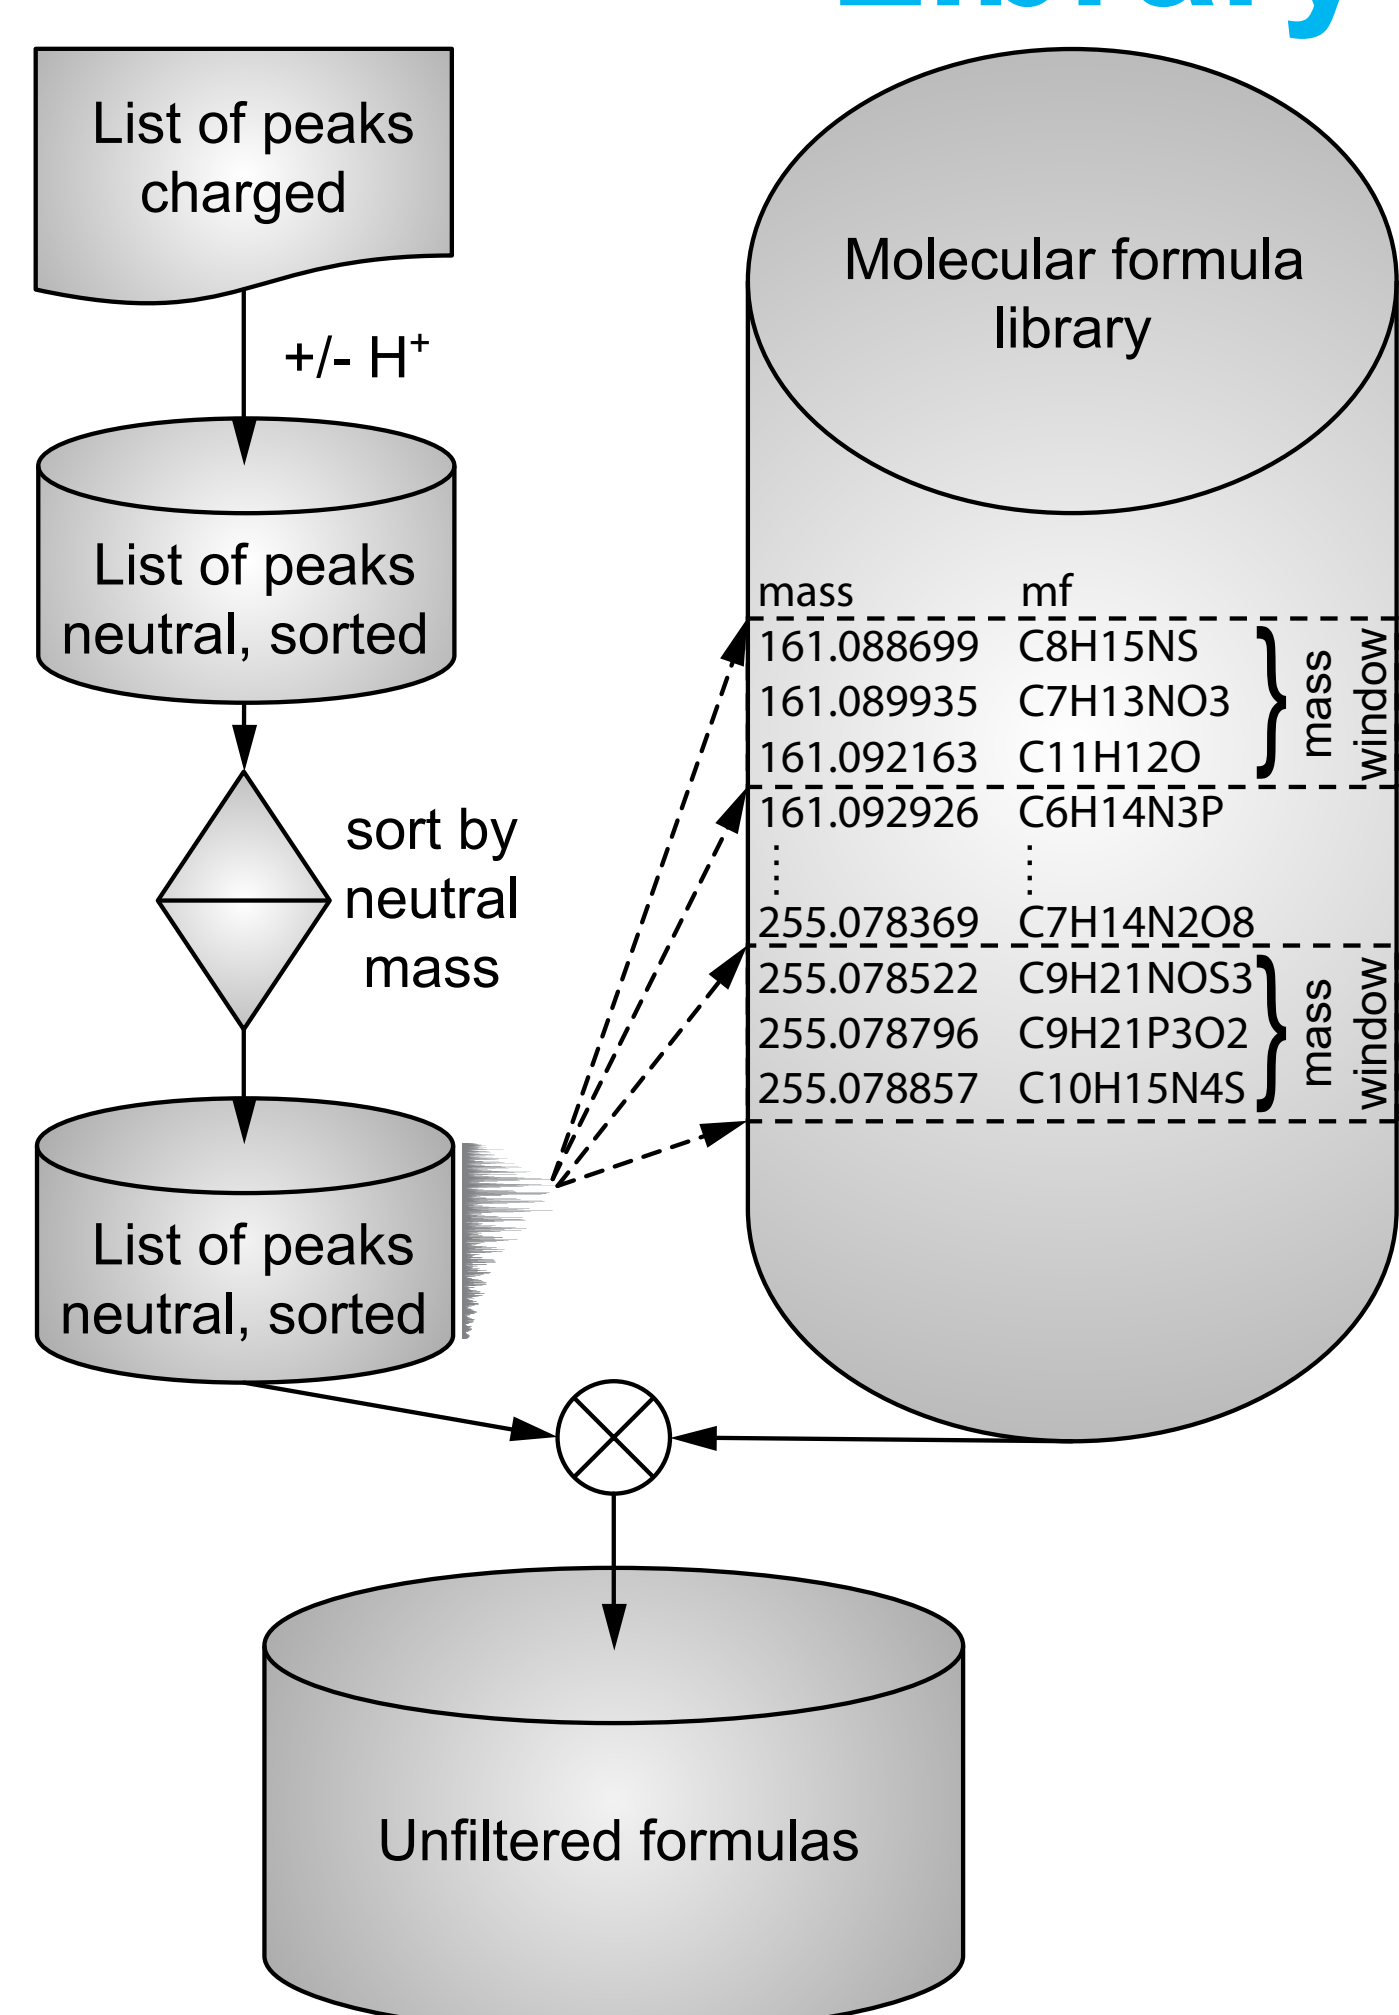 Library
List of peaks
charged
+/- H⁺
List of peaks
neutral, sorted
sort by
neutral
mass
List of peaks
neutral, sorted
Molecular formula
library
mass mf
161.088699 C8H15NS
161.089935 C7H13NO3
161.092163 C11H12O
mass
window
161.092926 C6H14N3P
255.078369 C7H14N2O8
255.078522 C9H21NOS3
255.078796 C9H21P3O2
255.078857 C10H15N4S
mass
window
Unfiltered formulas